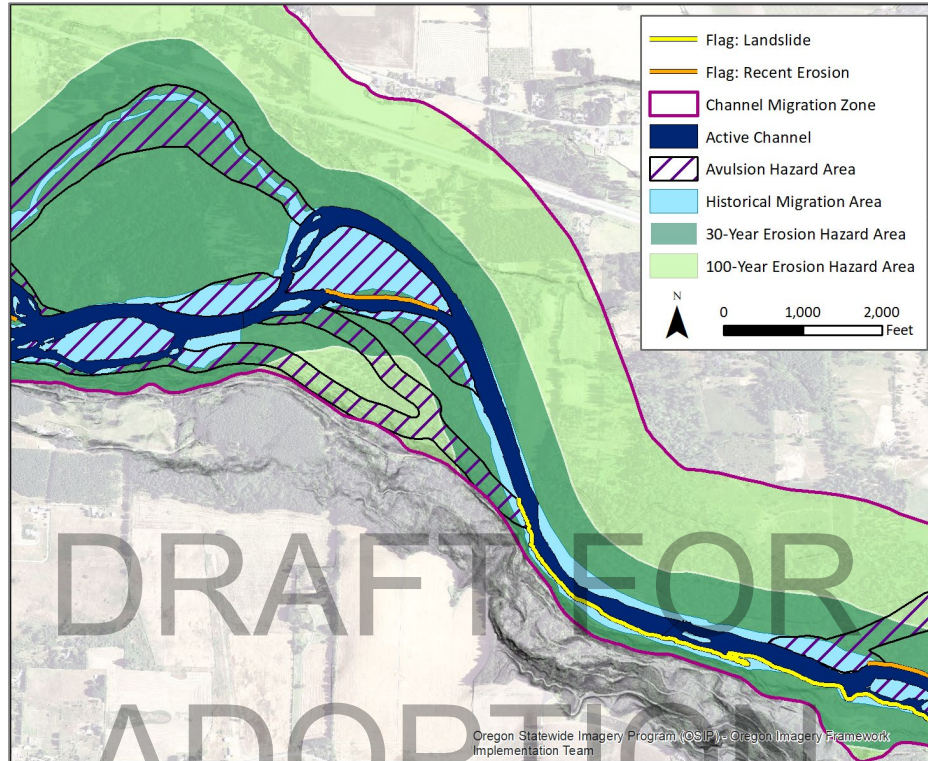 Flag: Landslide
Flag: Recent Erosion
Channel Migration Zone
Active Channel
Avulsion Hazard Area
Historical Migration Area
30-Year Erosion Hazard Area
100-Year Erosion Hazard Area
N
0 1,000 2,000
Feet
DRAFT FOR
ADOPTION
Oregon Statewide Imagery Program (OSIP) - Oregon Imagery Framework
Implementation Team